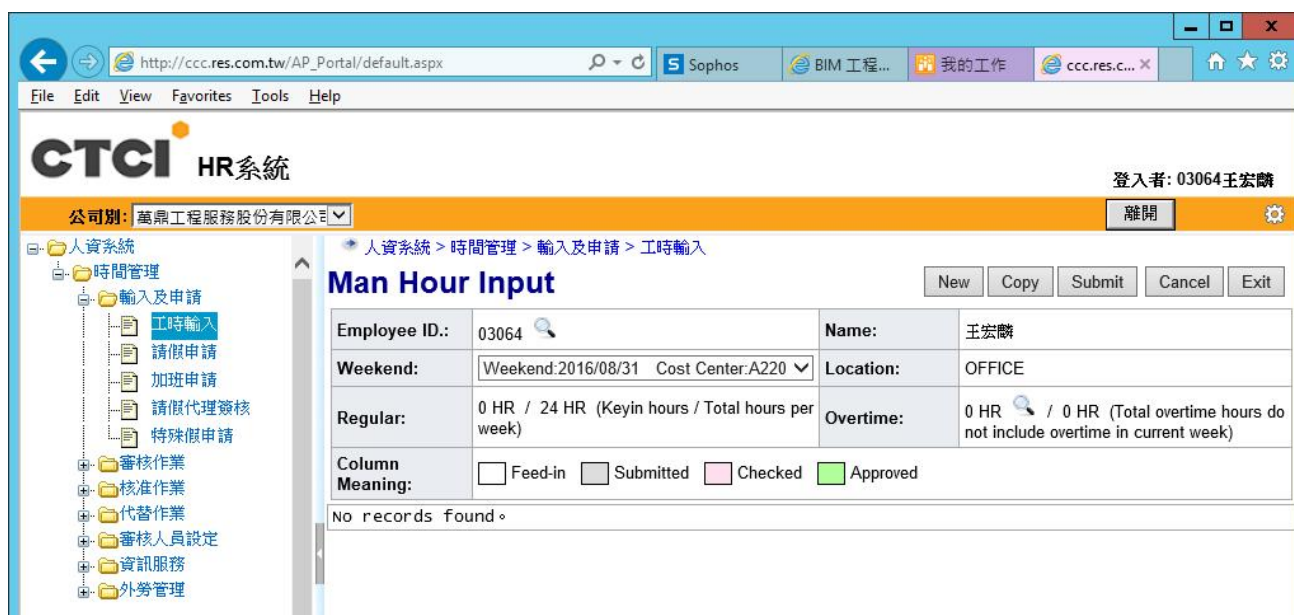 http://ccc.res.com.tw/AP_Portal/default.aspx
Sophos
BIM 工程...
我的工作
ccc.res.c...
File Edit View Favorites Tools Help
CTCI HR系統
登入者: 03064王宏麟
公司別: 萬鼎工程服務股份有限公
離開
人資系統
時間管理
輸入及申請
工時輸入
請假申請
加班申請
請假代理簽核
特殊假申請
審核作業
核准作業
代替作業
審核人員設定
資訊服務
外勞管理
人資系統 > 時間管理 > 輸入及申請 > 工時輸入
Man Hour Input
New Copy Submit Cancel Exit
Employee ID.: 03064 Name: 王宏麟
Weekend: Weekend:2016/08/31 Cost Center:A220 Location: OFFICE
Regular: 0 HR / 24 HR (Keyin hours / Total hours per
week)
Overtime: 0 HR / 0 HR (Total overtime hours do
not include overtime in current week)
Column
Meaning:
Feed-in Submitted Checked Approved
No records found。